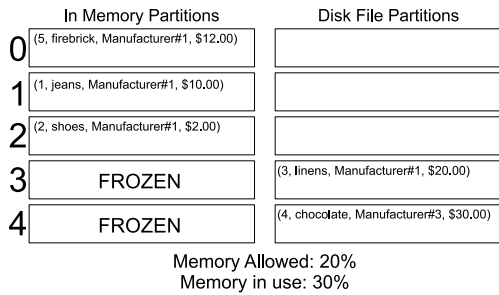 In Memory Partitions Disk File Partitions
0 (5, firebrick, Manufacturer#1, $12.00)
1 (1, jeans, Manufacturer#1, $10.00)
2 (2, shoes, Manufacturer#1, $2.00)
3 FROZEN (3, linens, Manufacturer#1, $20.00)
4 FROZEN (4, chocolate, Manufacturer#3, $30.00)
Memory Allowed: 20%
Memory in use: 30%